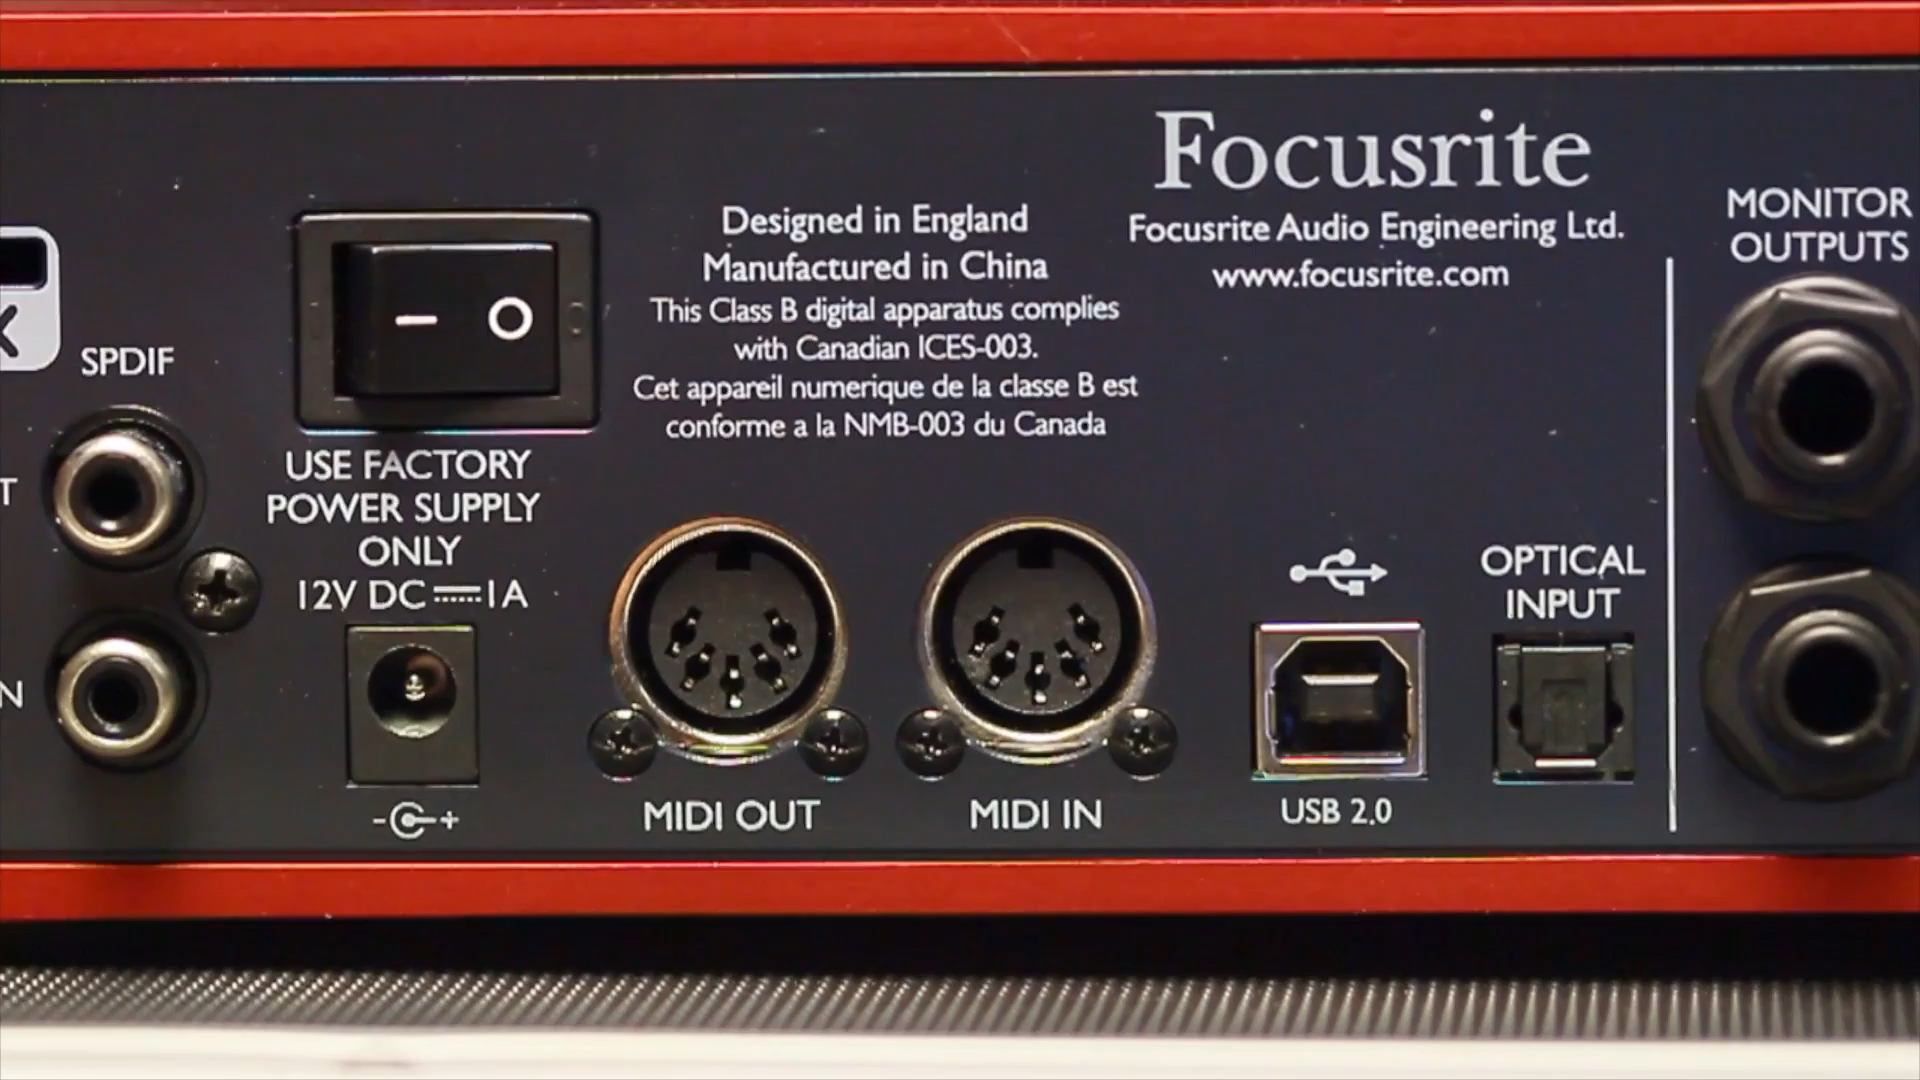 Focusrite
Focusrite Audio Engineering Ltd.
www.focusrite.com
Designed in England
Manufactured in China
This Class B digital apparatus complies
with Canadian ICES-003.
Cet appareil numerique de la classe B est
conforme a la NMB-003 du Canada
MONITOR
OUTPUTS
SPDIF
USE FACTORY
POWER SUPPLY
ONLY
12V DC 1A
OPTICAL
INPUT
MIDI OUT
MIDI IN
USB 2.0